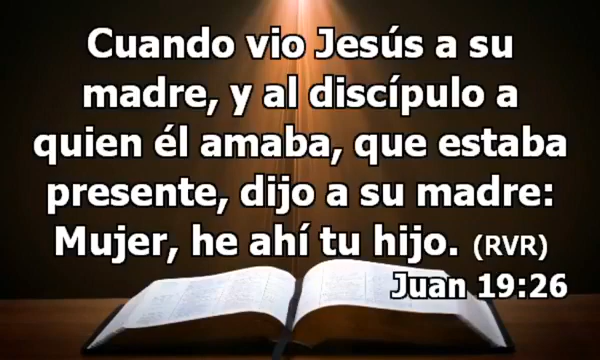 Cuando vio Jesús a su
madre, y al discípulo a
quien él amaba, que estaba
presente, dijo a su madre:
Mujer, he ahí tu hijo. (RVR)
Juan 19:26